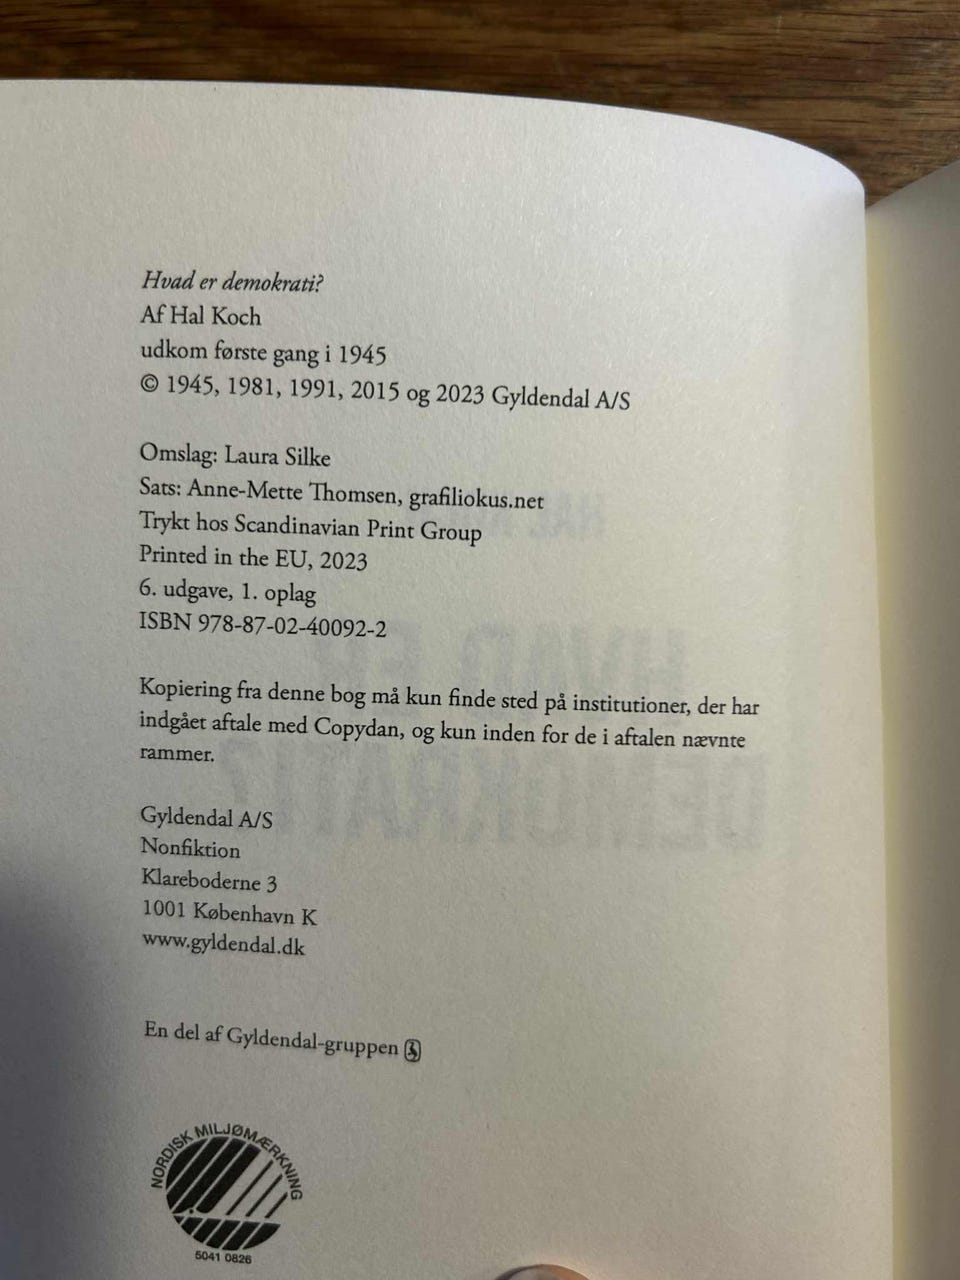 Hvad er demokrati?
Af Hal Koch
udkom første gang i 1945
© 1945, 1981, 1991, 2015 og 2023 Gyldendal A/S
Omslag: Laura Silke
Sats: Anne-Mette Thomsen, grafiliokus.net
Trykt hos Scandinavian Print Group
Printed in the EU, 2023
6. udgave, 1. oplag
ISBN 978-87-02-40092-2
Kopiering fra denne bog må kun finde sted på institutioner, der har
indgået aftale med Copydan, og kun inden for de i aftalen nævnte
rammer.
Gyldendal A/S
Nonfiktion
Klareboderne 3
1001 København K
www.gyldendal.dk
En del af Gyldendal-gruppen
NORDISK MILJØMÆRKNING
5041 0826